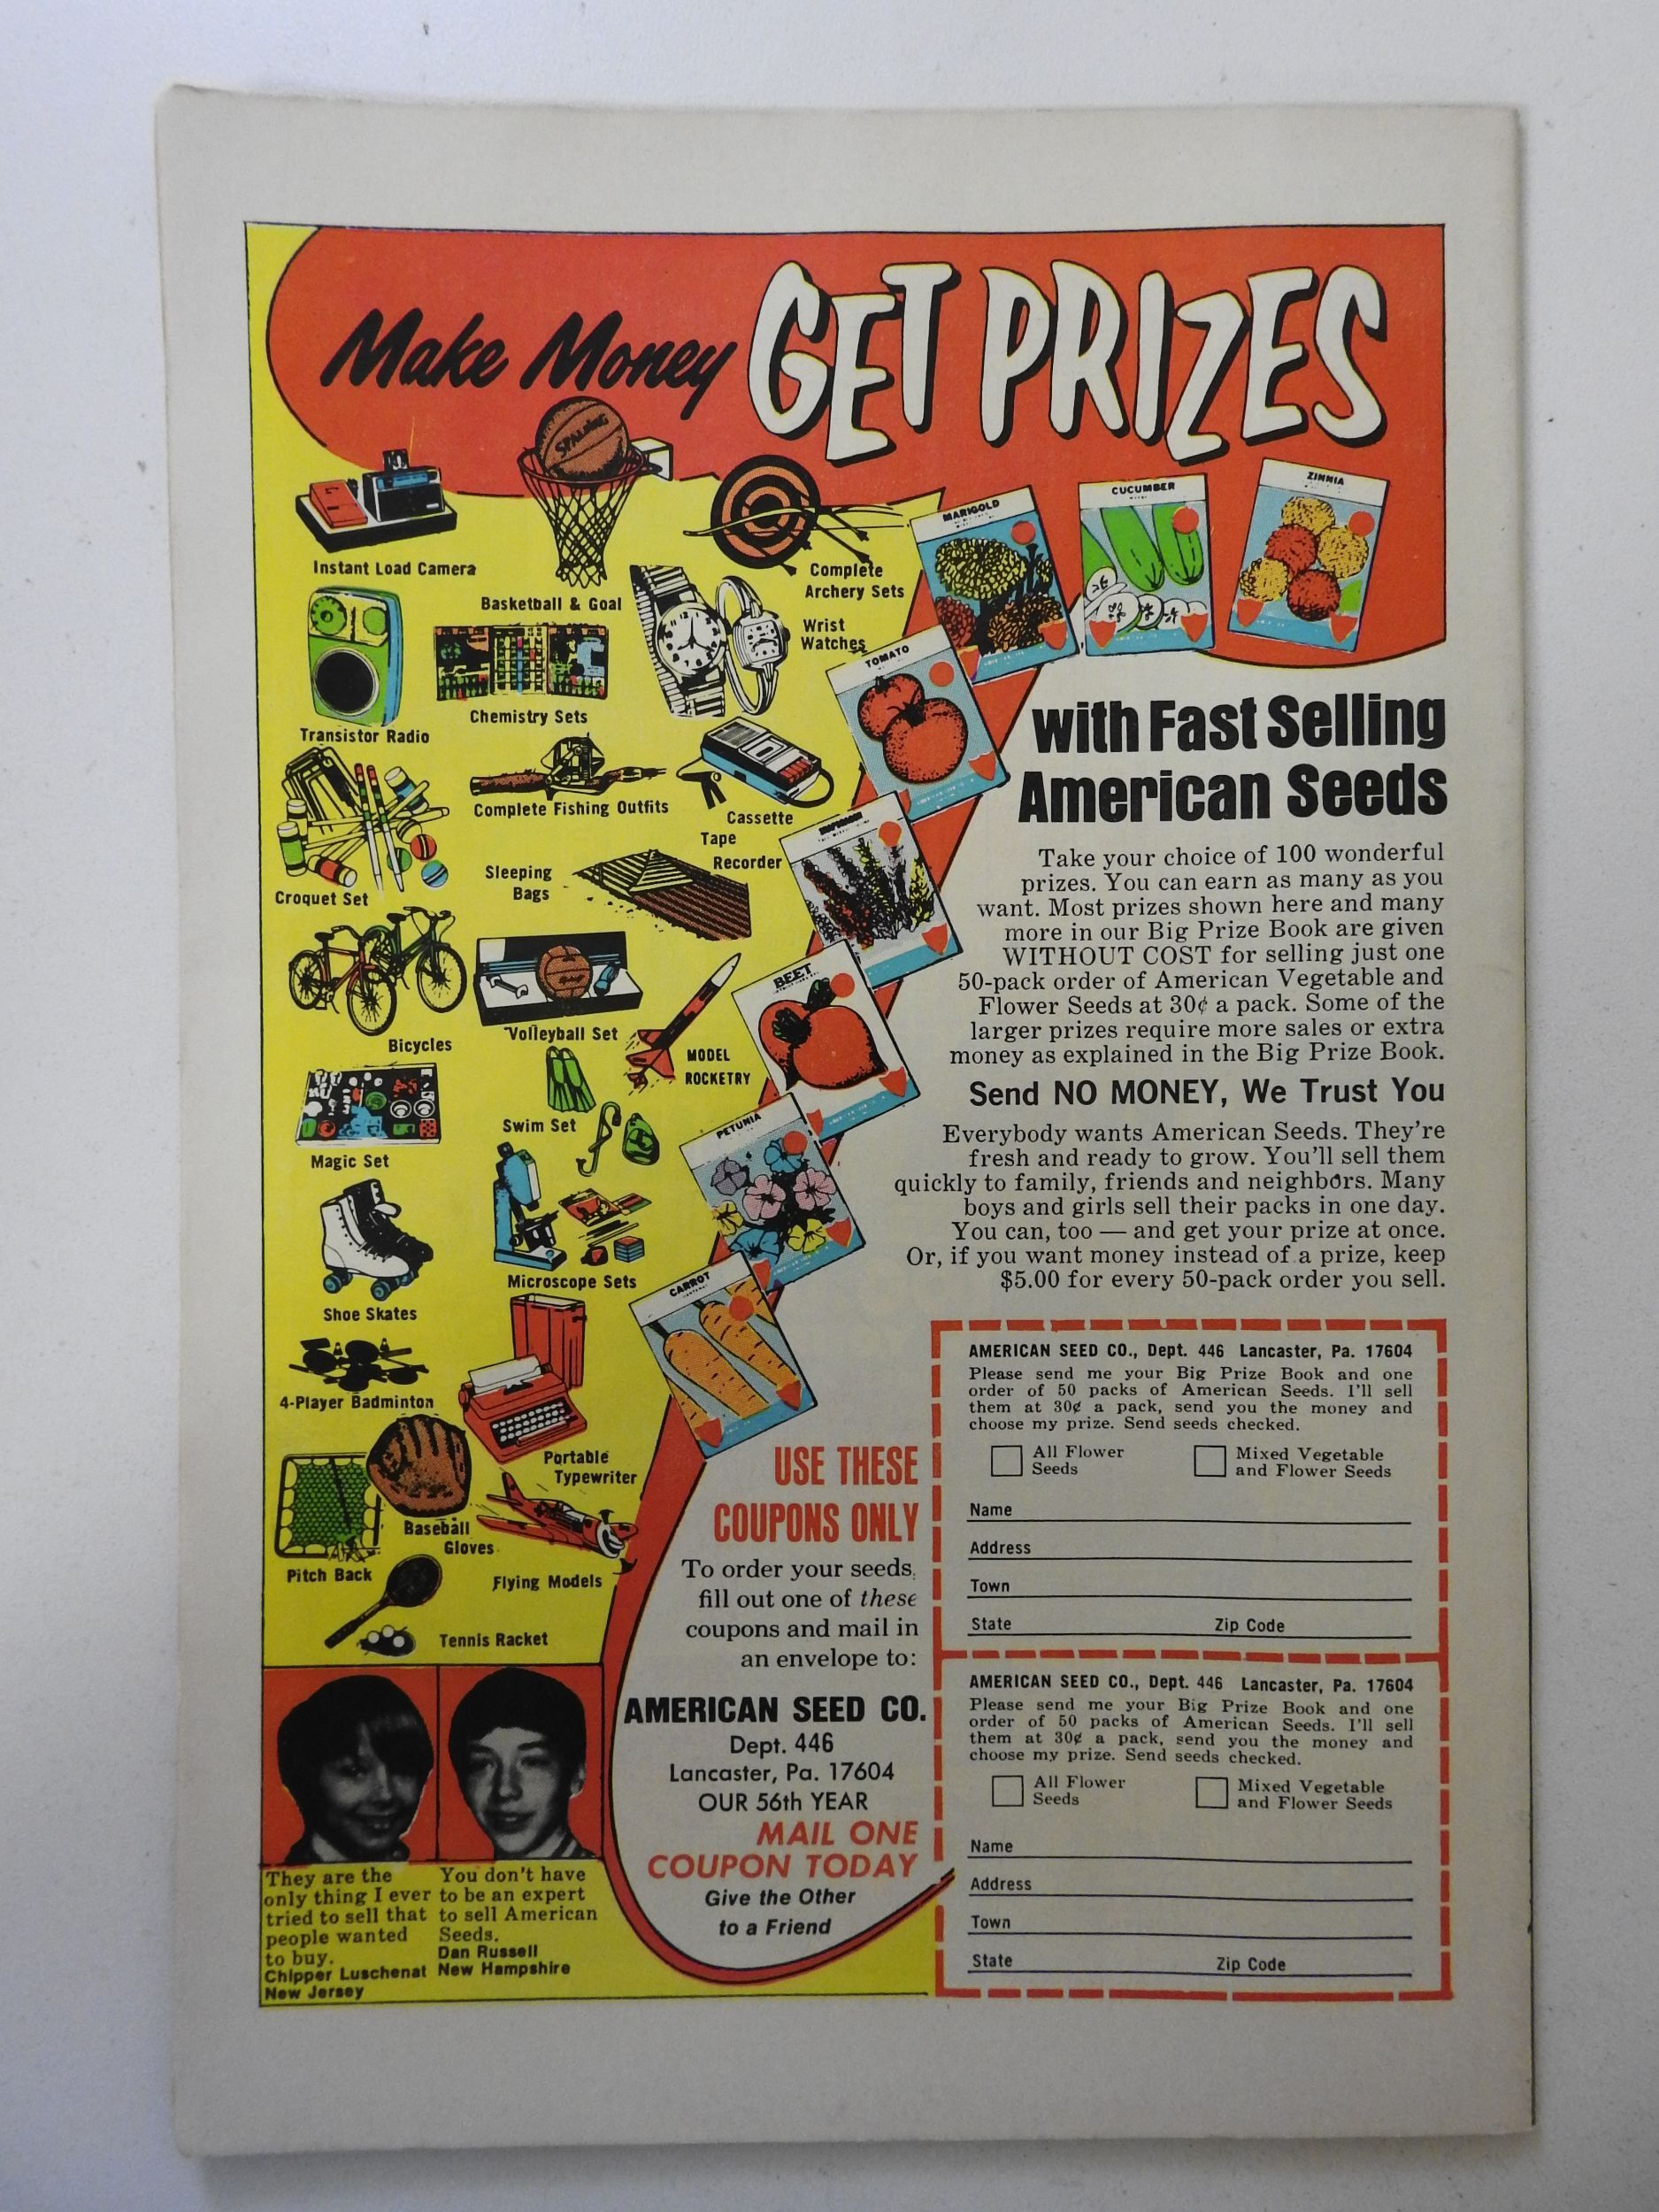 Make Money GET PRIZES
SPALDING
Instant Load Camera
Basketball & Goal
Complete
Archery Sets
Wrist
Watches
Transistor Radio
Chemistry Sets
Complete Fishing Outfits
Cassette
Tape
Recorder
Croquet Set
Sleeping
Bags
Bicycles
Volleyball Set
MODEL
ROCKETRY
Magic Set
Swim Set
Shoe Skates
Microscope Sets
4-Player Badminton
Portable
Typewriter
Pitch Back
Baseball
Gloves
Flying Models
Tennis Racket
MARIGOLD
CUCUMBER
ZINNIA
TOMATO
BEET
PETUNIA
CARROT
with Fast Selling
American Seeds
Take your choice of 100 wonderful
prizes. You can earn as many as you
want. Most prizes shown here and many
more in our Big Prize Book are given
WITHOUT COST for selling just one
50-pack order of American Vegetable and
Flower Seeds at 30¢ a pack. Some of the
larger prizes require more sales or extra
money as explained in the Big Prize Book.
Send NO MONEY, We Trust You
Everybody wants American Seeds. They're
fresh and ready to grow. You'll sell them
quickly to family, friends and neighbors. Many
boys and girls sell their packs in one day.
You can, too — and get your prize at once.
Or, if you want money instead of a prize, keep
$5.00 for every 50-pack order you sell.
USE THESE
COUPONS ONLY
To order your seeds,
fill out one of these
coupons and mail in
an envelope to:
AMERICAN SEED CO.
Dept. 446
Lancaster, Pa. 17604
OUR 56th YEAR
MAIL ONE
COUPON TODAY
Give the Other
to a Friend
AMERICAN SEED CO., Dept. 446 Lancaster, Pa. 17604
Please send me your Big Prize Book and one
order of 50 packs of American Seeds. I'll sell
them at 30¢ a pack, send you the money and
choose my prize. Send seeds checked.
All Flower
Seeds
Mixed Vegetable
and Flower Seeds
Name
Address
Town
State Zip Code
AMERICAN SEED CO., Dept. 446 Lancaster, Pa. 17604
Please send me your Big Prize Book and one
order of 50 packs of American Seeds. I'll sell
them at 30¢ a pack, send you the money and
choose my prize. Send seeds checked.
All Flower
Seeds
Mixed Vegetable
and Flower Seeds
Name
Address
Town
State Zip Code
They are the
only thing I ever
tried to sell that
people wanted
to buy.
Chipper Luschenat
New Jersey
You don't have
to be an expert
to sell American
Seeds.
Dan Russell
New Hampshire